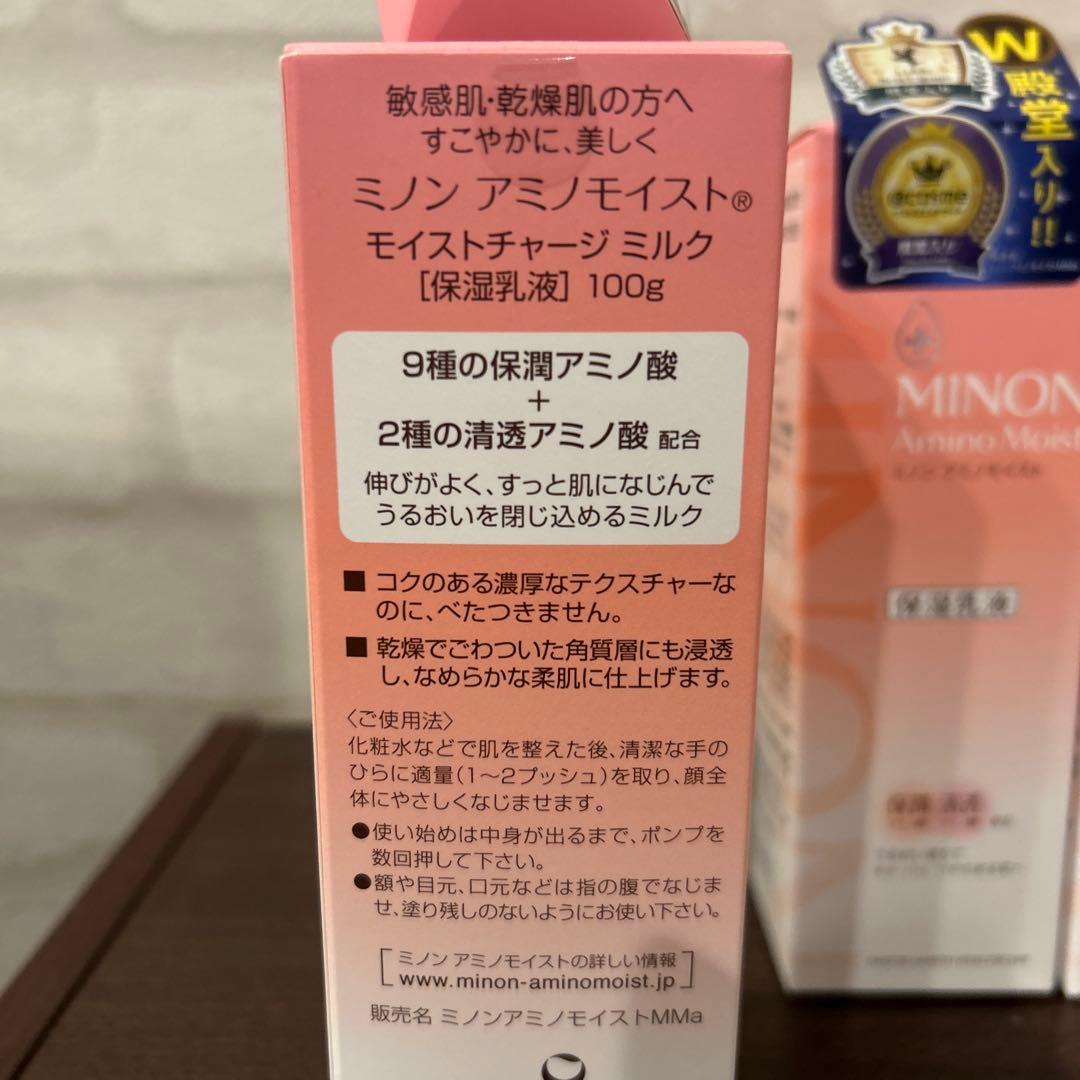 敏感肌・乾燥肌の方へ
すこやかに、美しく
ミノン アミノモイスト®
モイストチャージ ミルク
[保湿乳液] 100g
9種の保潤アミノ酸
+
2種の清透アミノ酸 配合
伸びがよく、すっと肌になじんで
うるおいを閉じ込めるミルク
■ コクのある濃厚なテクスチャーな
のに、べたつきません。
■ 乾燥でごわついた角質層にも浸透
し、なめらかな柔肌に仕上げます。
〈ご使用法〉
化粧水などで肌を整えた後、清潔な手の
ひらに適量(1〜2プッシュ)を取り、顔全
体にやさしくなじませます。
●使い始めは中身が出るまで、ポンプを
数回押して下さい。
●額や目元、口元などは指の腹でなじま
せ、塗り残しのないようにお使い下さい。
[ミノン アミノモイストの詳しい情報
www.minon-aminomoist.jp]
販売名 ミノンアミノモイストMMa
W
殿堂入り!!
@cosme
殿堂入り
MINON
Amino Moist
ミノン アミノモイスト
保湿乳液